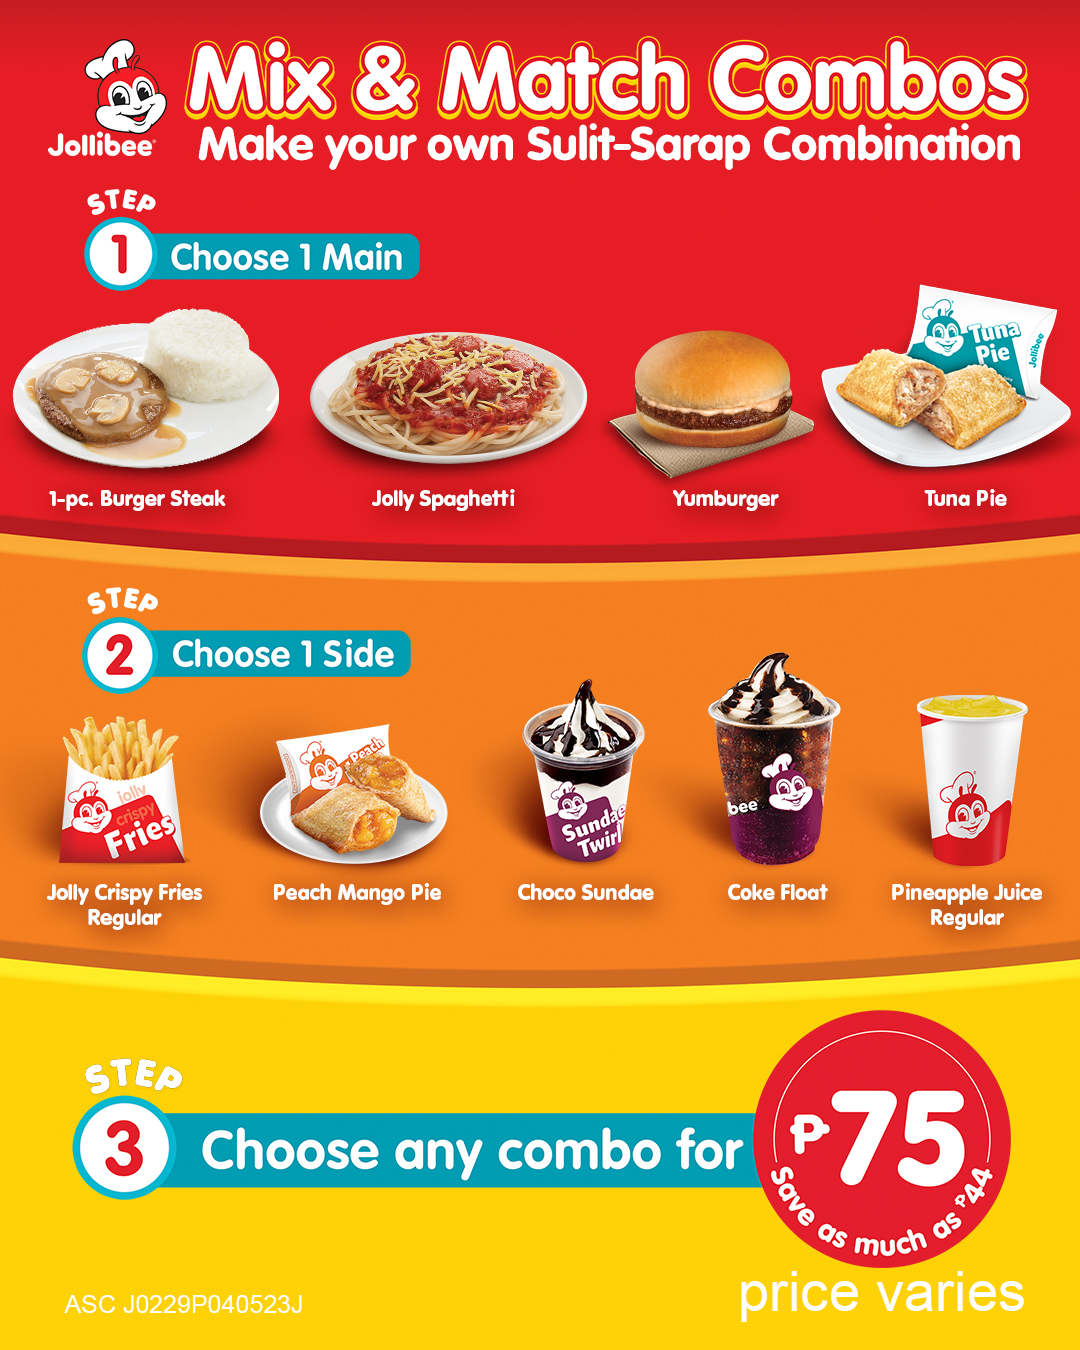 Mix & Match Combos
Jollibee
Make your own Sulit-Sarap Combination
STEP
1 Choose 1 Main
Tuna
Pie
Jollibee
1-pc. Burger Steak
Jolly Spaghetti
Yumburger
Tuna Pie
STEP
2 Choose 1 Side
jolly
crispy
Fries
Peach
Sundae
Twirl
bee
Jolly Crispy Fries
Regular
Peach Mango Pie
Choco Sundae
Coke Float
Pineapple Juice
Regular
STEP
3 Choose any combo for
₱75
Save as much as ₱44
price varies
ASC J0229P040523J